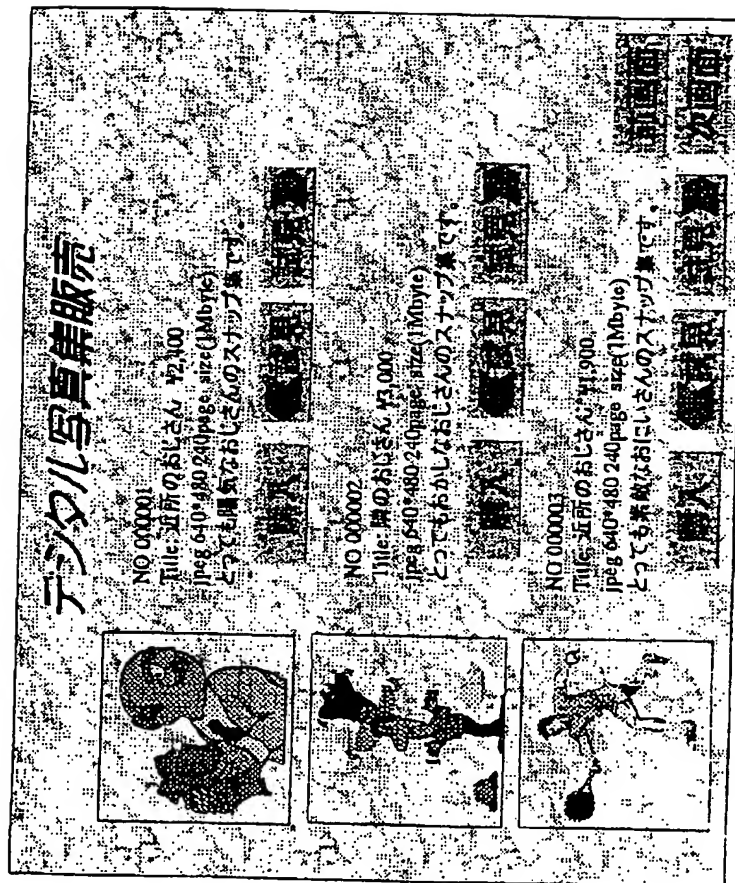 デジタル写真集販売
NO 000001
Title: 近所のおじさん ¥2,400
jpeg 640*480 240page size(1Mbyte)
とっても陽気なおじさんのスナップ集です。
購入
NO 000002
Title: 隣のおじさん ¥3,000
jpeg 640*480 240page size(1Mbyte)
とってもおかしなおじさんのスナップ集です。
購入
NO 000003
Title: 近所のおじさん ¥1,900
jpeg 640*480 240page size(1Mbyte)
とっても素敵なおにいさんのスナップ集です。
購入
前画面
次画面